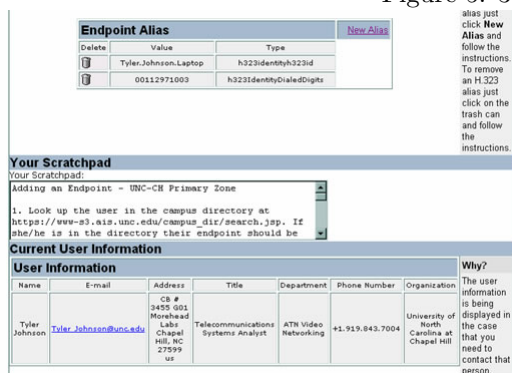 alias just
click New
Alias and
follow the
instructions.
To remove
an H.323
alias just
click on the
trash can
and follow
the
instructions.
Endpoint Alias
New Alias
Delete Value Type
Tyler.Johnson.Laptop h323identityh323id
00112971003 h323IdentityDialedDigits
Your Scratchpad
Your Scratchpad:
Adding an Endpoint - UNC-CH Primary Zone
1. Look up the user in the campus directory at
https://www-s3.ais.unc.edu/campus_dir/search.jsp. If
she/he is in the directory their endpoint should be
Current User Information
User Information
Name E-mail Address Title Department Phone Number Organization
Tyler
Johnson
Tyler_Johnson@unc.edu
CB #
3455 G01
Morehead
Labs
Chapel
Hill, NC
27599
us
Telecommunications
Systems Analyst
ATN Video
Networking
+1.919.843.7004
University of
North
Carolina at
Chapel Hill
Why?
The user
information
is being
displayed in
the case
that you
need to
contact that
person.